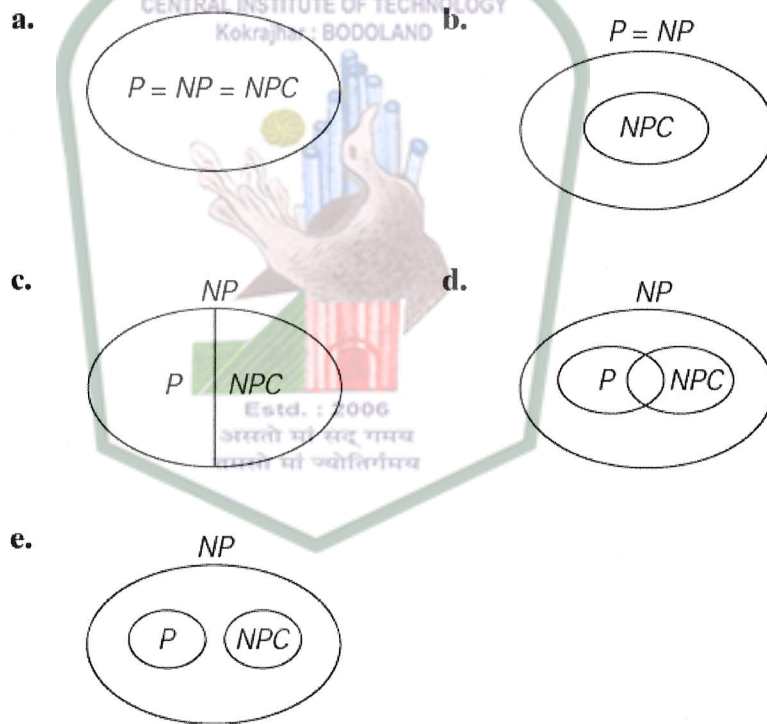 CENTRAL INSTITUTE OF TECHNOLOGY
Kokrajhar : BODOLAND
a.
P = NP = NPC
b.
P = NP
NPC
c.
NP
P
NPC
d.
NP
P
NPC
Estd. : 2006
असतो मां सद् गमय
तमसो मां ज्योतिर्गमय
e.
NP
P
NPC